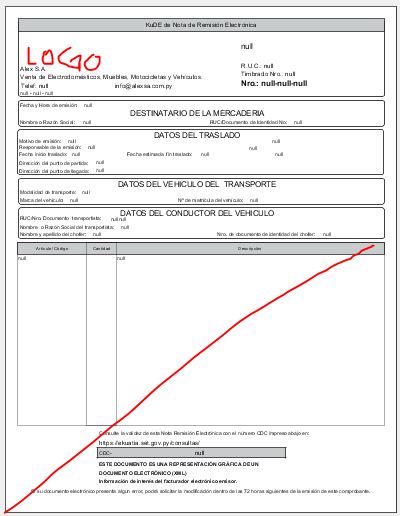 KuDE de Nota de Remisión Electrónica
LOGO
null
Alex S.A.
R.U.C.: null
Venta de Electrodomésticos, Muebles, Motocicletas y Vehículos.
Timbrado Nro.: null
Telef: null info@alexsa.com.py
Nro.: null-null-null
null - null - null
Fecha y Hora de emisión: null
DESTINATARIO DE LA MERCADERIA
Nombre o Razón Social: null RUC/Documento de Identidad No: null
DATOS DEL TRASLADO
Motivo de emisión: null null
Responsable de la emisión: null null
Fecha inicio traslado: null Fecha estimada fin traslado: null
Dirección del punto de partida: null
Dirección del punto de llegada: null
DATOS DEL VEHICULO DEL TRANSPORTE
Modalidad de transporte: null
Marca del vehículo: null Nº de matrícula del vehículo: null
DATOS DEL CONDUCTOR DEL VEHICULO
RUC/Nro. Documento transportista: null null
Nombre o Razón Social del transportista: null
Nombre y apellido del chofer: null Nro. de documento de identidad del chofer: null
Articulo / Código Cantidad Descripción
null null
Consulte la validez de esta Nota Remisión Electrónica con el número CDC impreso abajo en:
https://ekuatia.set.gov.py/consultas/
CDC: null
ESTE DOCUMENTO ES UNA REPRESENTACIÓN GRÁFICA DE UN
DOCUMENTO ELECTRÓNICO (XML)
Información de interés del facturador electrónico emisor.
Si su documento electrónico presenta algún error, podrá solicitar la modificación dentro de las 72 horas siguientes de la emisión de este comprobante.